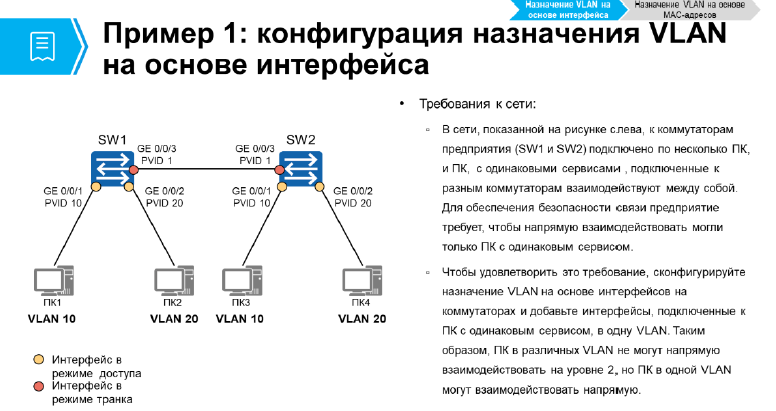 Назначение VLAN на
основе интерфейса
Назначение VLAN на основе
MAC-адресов
Пример 1: конфигурация назначения VLAN
на основе интерфейса
SW1
GE 0/0/3
PVID 1
GE 0/0/3
PVID 1
SW2
GE 0/0/1
PVID 10
GE 0/0/2
PVID 20
GE 0/0/1
PVID 10
GE 0/0/2
PVID 20
ПК1
ПК2
ПК3
ПК4
VLAN 10
VLAN 20
VLAN 10
VLAN 20
Интерфейс в
режиме доступа
Интерфейс в
режиме транка
• Требования к сети:
▫ В сети, показанной на рисунке слева, к коммутаторам
предприятия (SW1 и SW2) подключено по несколько ПК,
и ПК, с одинаковыми сервисами , подключенные к
разным коммутаторам взаимодействуют между собой.
Для обеспечения безопасности связи предприятие
требует, чтобы напрямую взаимодействовать могли
только ПК с одинаковым сервисом.
▫ Чтобы удовлетворить это требование, сконфигурируйте
назначение VLAN на основе интерфейсов на
коммутаторах и добавьте интерфейсы, подключенные к
ПК с одинаковым сервисом, в одну VLAN. Таким
образом, ПК в различных VLAN не могут напрямую
взаимодействовать на уровне 2, но ПК в одной VLAN
могут взаимодействовать напрямую.